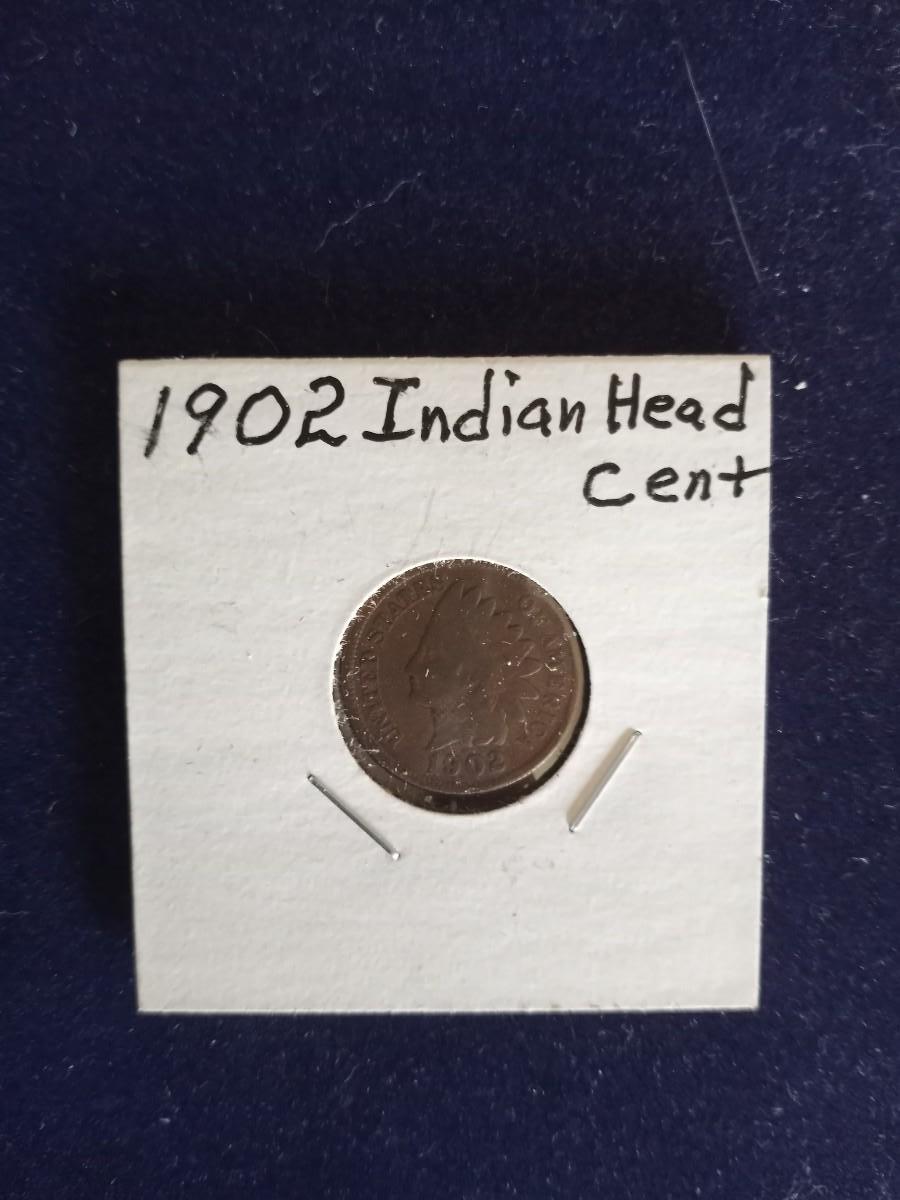 1902 Indian Head
Cent
UNITED STATES OF AMERICA
1902